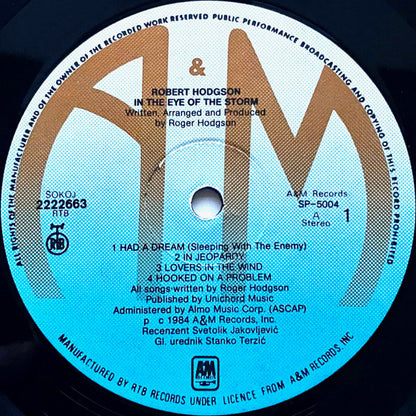 ALL RIGHTS OF THE MANUFACTURER AND OF THE OWNER OF THE RECORDED WORK RESERVED PUBLIC PERFORMANCE BROADCASTING AND COPYING OF THIS RECORD PROHIBITED
A&M
ROBERT HODGSON
IN THE EYE OF THE STORM
Written, Arranged and Produced
by Roger Hodgson
SOKOJ
2222663
RTB
RTB
A&M Records
SP-5004
A
Stereo
1
1 HAD A DREAM (Sleeping With The Enemy)
2 IN JEOPARDY
3 LOVERS IN THE WIND
4 HOOKED ON A PROBLEM
All songs written by Roger Hodgson
Published by Unichord Music
Administered by Almo Music Corp. (ASCAP)
p c 1984 A&M Records, Inc.
Recenzent Svetolik Jakovljević
Gl. urednik Stanko Terzić
A&M
RECORDS
MANUFACTURED BY RTB RECORDS UNDER LICENCE FROM A&M RECORDS INC